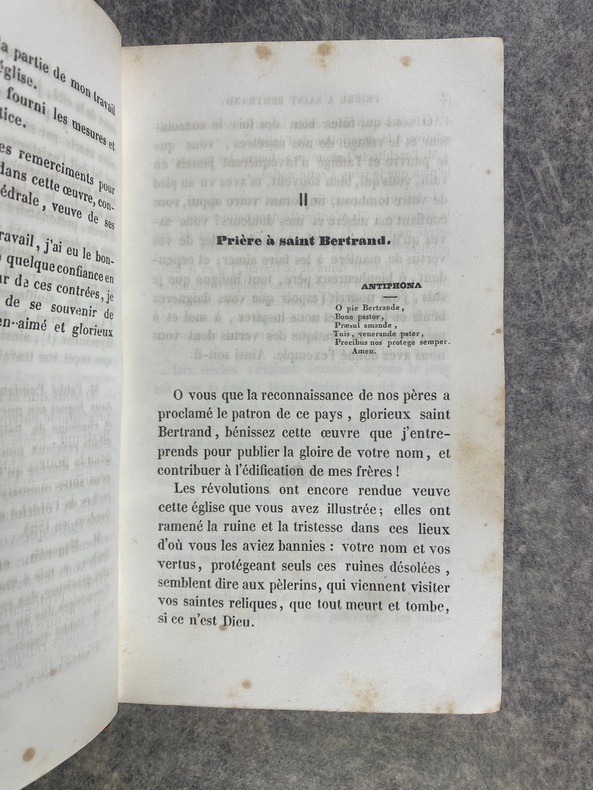 la partie de mon travail
église.
fourni les mesures et
tice.
es remerciments pour
dans cette œuvre, con-
édrale, veuve de ses
ravail, j'ai eu le bon-
quelque confiance en
ur de ces contrées, je
de se souvenir de
en-aimé et glorieux
PRIÈRE A SAINT BERTRAND.
II
Prière à saint Bertrand.
ANTIPHONA
O pie Bertrande,
Bone pastor,
Præsul amande,
Tuis, venerande pater,
Precibus nos protege semper.
Amen.
O vous que la reconnaissance de nos pères a
proclamé le patron de ce pays, glorieux saint
Bertrand, bénissez cette œuvre que j'entre-
prends pour publier la gloire de votre nom, et
contribuer à l'édification de mes frères !
Les révolutions ont encore rendue veuve
cette église que vous avez illustrée; elles ont
ramené la ruine et la tristesse dans ces lieux
d'où vous les aviez bannies : votre nom et vos
vertus, protégeant seuls ces ruines désolées,
semblent dire aux pèlerins, qui viennent visiter
vos saintes reliques, que tout meurt et tombe,
si ce n'est Dieu.